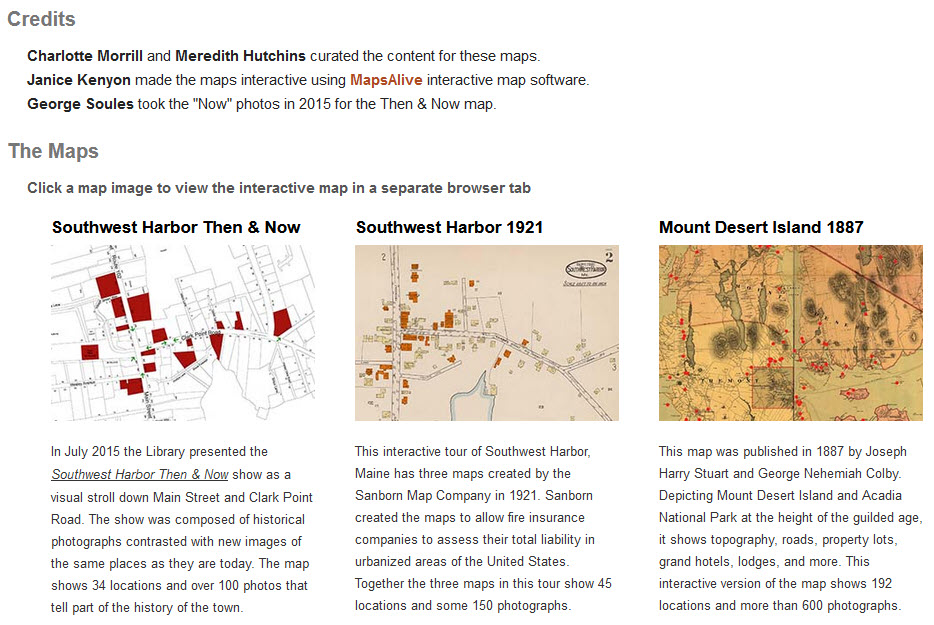 Credits
Charlotte Morrill and Meredith Hutchins curated the content for these maps.
Janice Kenyon made the maps interactive using MapsAlive interactive map software.
George Soules took the "Now" photos in 2015 for the Then & Now map.
The Maps
Click a map image to view the interactive map in a separate browser tab
Southwest Harbor Then & Now
Clark Point Road
Main Street
In July 2015 the Library presented the
Southwest Harbor Then & Now show as a
visual stroll down Main Street and Clark Point
Road. The show was composed of historical
photographs contrasted with new images of
the same places as they are today. The map
shows 34 locations and over 100 photos that
tell part of the history of the town.
Southwest Harbor 1921
2
2
SOUTHWEST HARBOR
3
This interactive tour of Southwest Harbor,
Maine has three maps created by the
Sanborn Map Company in 1921. Sanborn
created the maps to allow fire insurance
companies to assess their total liability in
urbanized areas of the United States.
Together the three maps in this tour show 45
locations and some 150 photographs.
Mount Desert Island 1887
TREMONT
This map was published in 1887 by Joseph
Harry Stuart and George Nehemiah Colby.
Depicting Mount Desert Island and Acadia
National Park at the height of the guilded age,
it shows topography, roads, property lots,
grand hotels, lodges, and more. This
interactive version of the map shows 192
locations and more than 600 photographs.